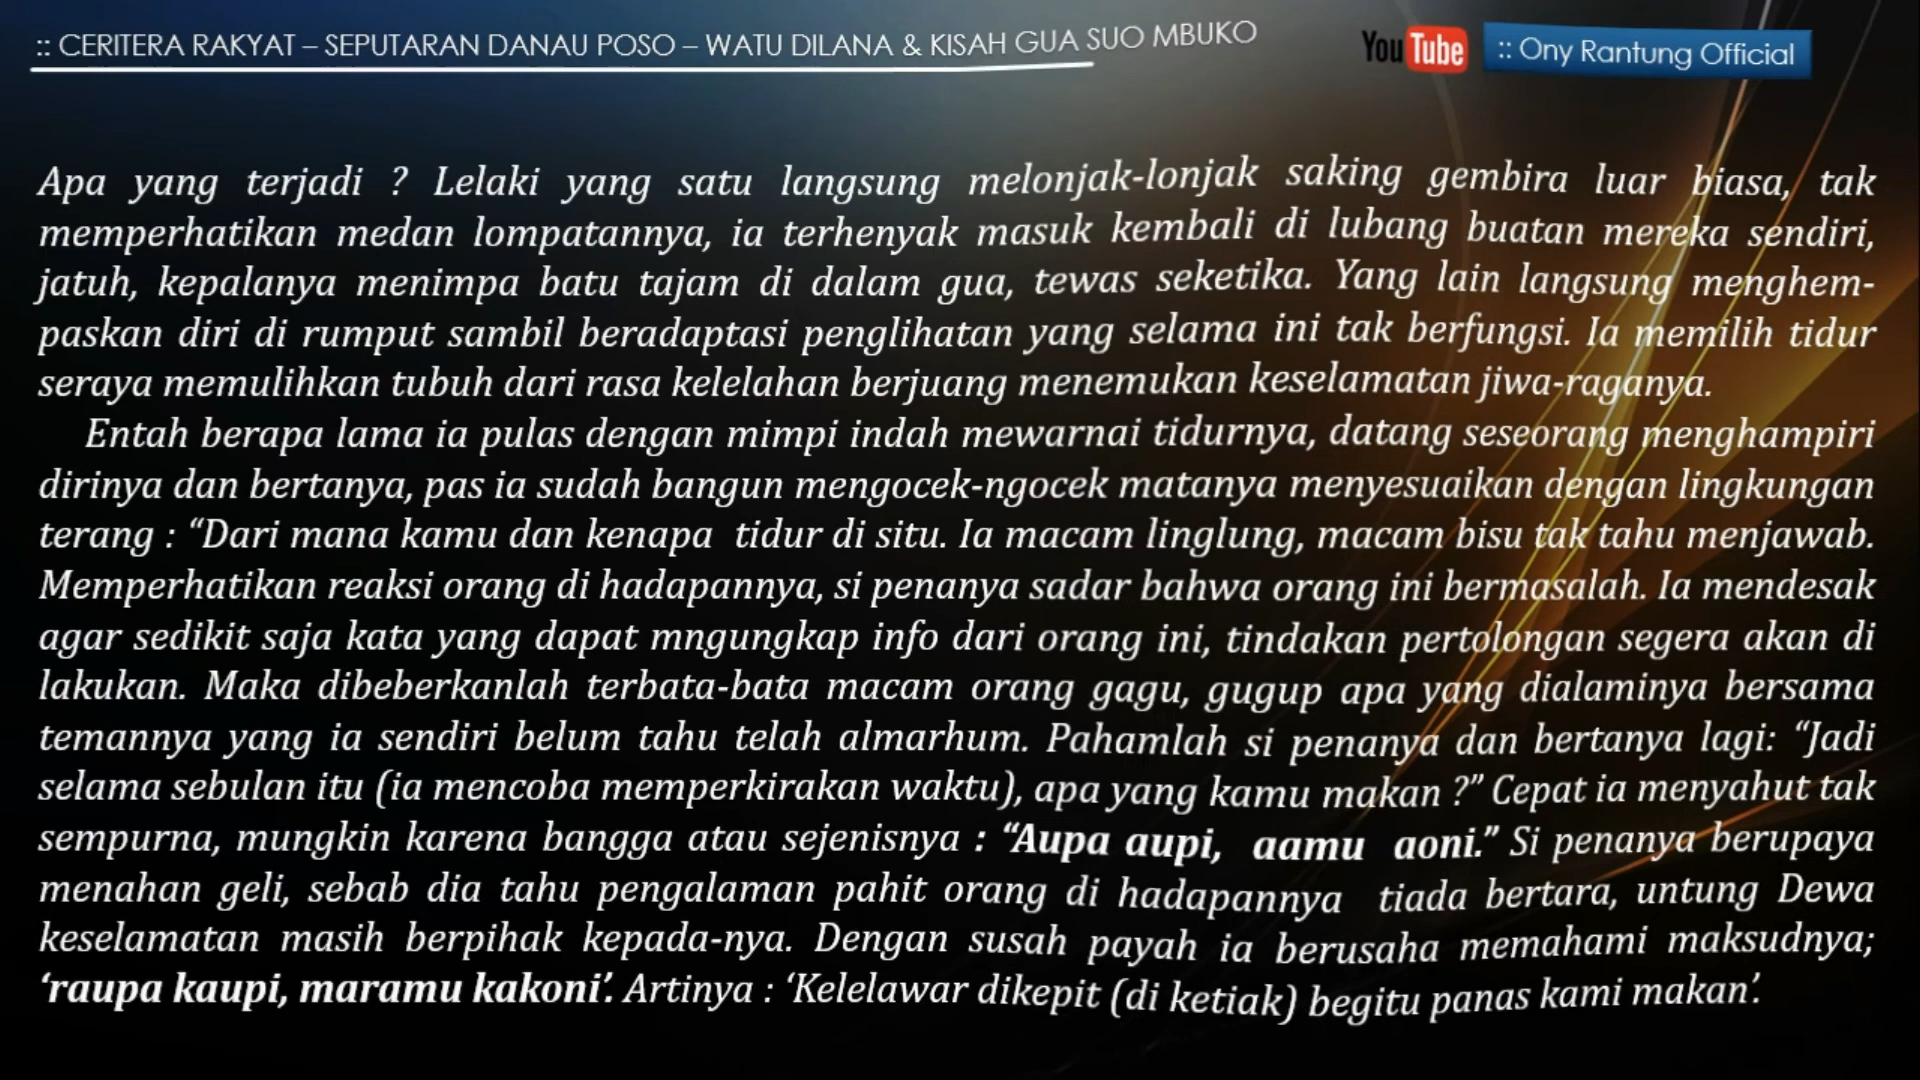 :: CERITERA RAKYAT – SEPUTARAN DANAU POSO – WATU DILANA & KISAH GUA SUO MBUKO
YouTube :: Ony Rantung Official
Apa yang terjadi ? Lelaki yang satu langsung melonjak-lonjak saking gembira luar biasa, tak
memperhatikan medan lompatannya, ia terhenyak masuk kembali di lubang buatan mereka sendiri,
jatuh, kepalanya menimpa batu tajam di dalam gua, tewas seketika. Yang lain langsung menghem-
paskan diri di rumput sambil beradaptasi penglihatan yang selama ini tak berfungsi. Ia memilih tidur
seraya memulihkan tubuh dari rasa kelelahan berjuang menemukan keselamatan jiwa-raganya.
Entah berapa lama ia pulas dengan mimpi indah mewarnai tidurnya, datang seseorang menghampiri
dirinya dan bertanya, pas ia sudah bangun mengocek-ngocek matanya menyesuaikan dengan lingkungan
terang : “Dari mana kamu dan kenapa tidur di situ. Ia macam linglung, macam bisu tak tahu menjawab.
Memperhatikan reaksi orang di hadapannya, si penanya sadar bahwa orang ini bermasalah. Ia mendesak
agar sedikit saja kata yang dapat mngungkap info dari orang ini, tindakan pertolongan segera akan di
lakukan. Maka dibeberkanlah terbata-bata macam orang gagu, gugup apa yang dialaminya bersama
temannya yang ia sendiri belum tahu telah almarhum. Pahamlah si penanya dan bertanya lagi: “Jadi
selama sebulan itu (ia mencoba memperkirakan waktu), apa yang kamu makan ?” Cepat ia menyahut tak
sempurna, mungkin karena bangga atau sejenisnya : “Aupa aupi, aamu aoni.” Si penanya berupaya
menahan geli, sebab dia tahu pengalaman pahit orang di hadapannya tiada bertara, untung Dewa
keselamatan masih berpihak kepada-nya. Dengan susah payah ia berusaha memahami maksudnya;
‘raupa kaupi, maramu kakoni’. Artinya : ‘Kelelawar dikepit (di ketiak) begitu panas kami makan’.